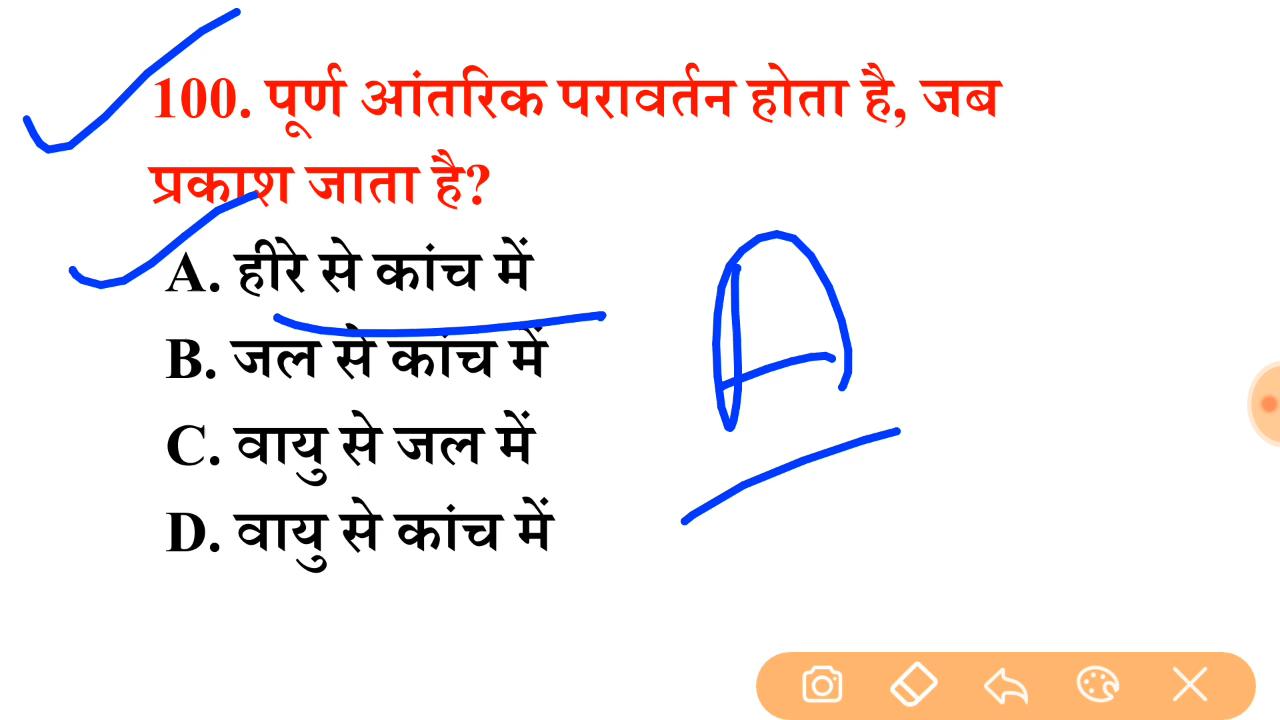 100. पूर्ण आंतरिक परावर्तन होता है, जब
प्रकाश जाता है?
A. हीरे से कांच में
B. जल से कांच में
C. वायु से जल में
D. वायु से कांच में
A